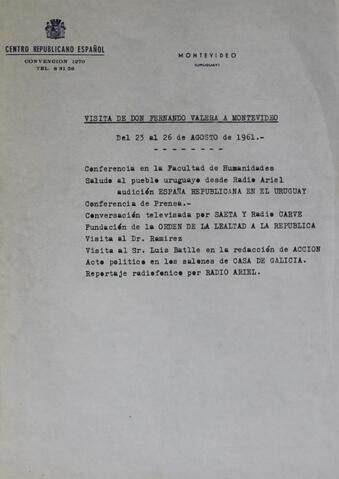 CENTRO REPUBLICANO ESPAÑOL
CONVENCION 1270
TEL. 8 91 56
MONTEVIDEO
(URUGUAY)
VISITA DE DON FERNANDO VALERA A MONTEVIDEO
Del 23 al 26 de AGOSTO de 1961.-
- - - - - - - -
Conferencia en la Facultad de Humanidades
Saludo al pueblo uruguayo desde Radio Ariel
audición ESPAÑA REPUBLICANA EN EL URUGUAY
Conferencia de Prensa.-
Conversación televisada por SAETA y Radio CARVE
Fundación de la ORDEN DE LA LEALTAD A LA REPUBLICA
Visita al Dr. Ramirez
Visita al Sr. Luis Batlle en la redacción de ACCION
Acto político en los salones de CASA DE GALICIA.
Reportaje radiofonico por RADIO ARIEL.